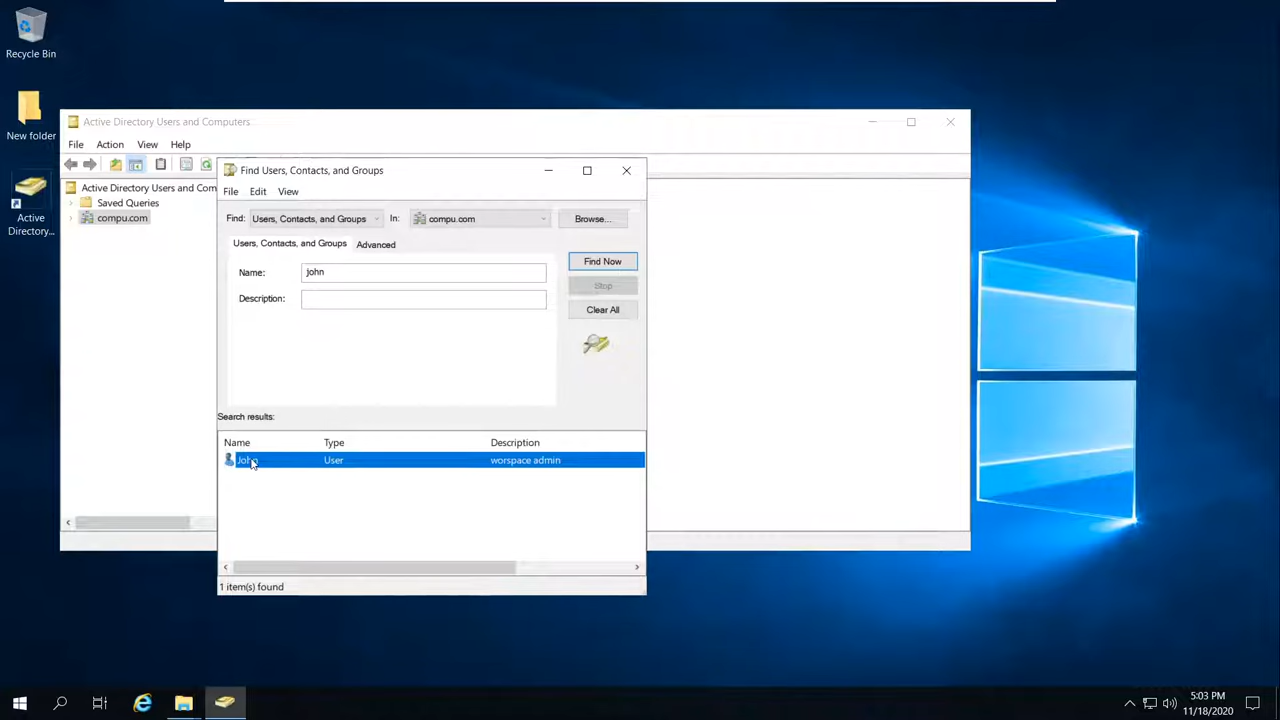 Recycle Bin
New folder
Active
Directory...
Active Directory Users and Computers
File Action View Help
Active Directory Users and Comp
Saved Queries
compu.com
Find Users, Contacts, and Groups
File Edit View
Find: Users, Contacts, and Groups In: compu.com Browse...
Users, Contacts, and Groups Advanced
Name: john
Description:
Find Now
Stop
Clear All
Search results:
Name Type Description
John User worspace admin
1 item(s) found
5:03 PM
11/18/2020